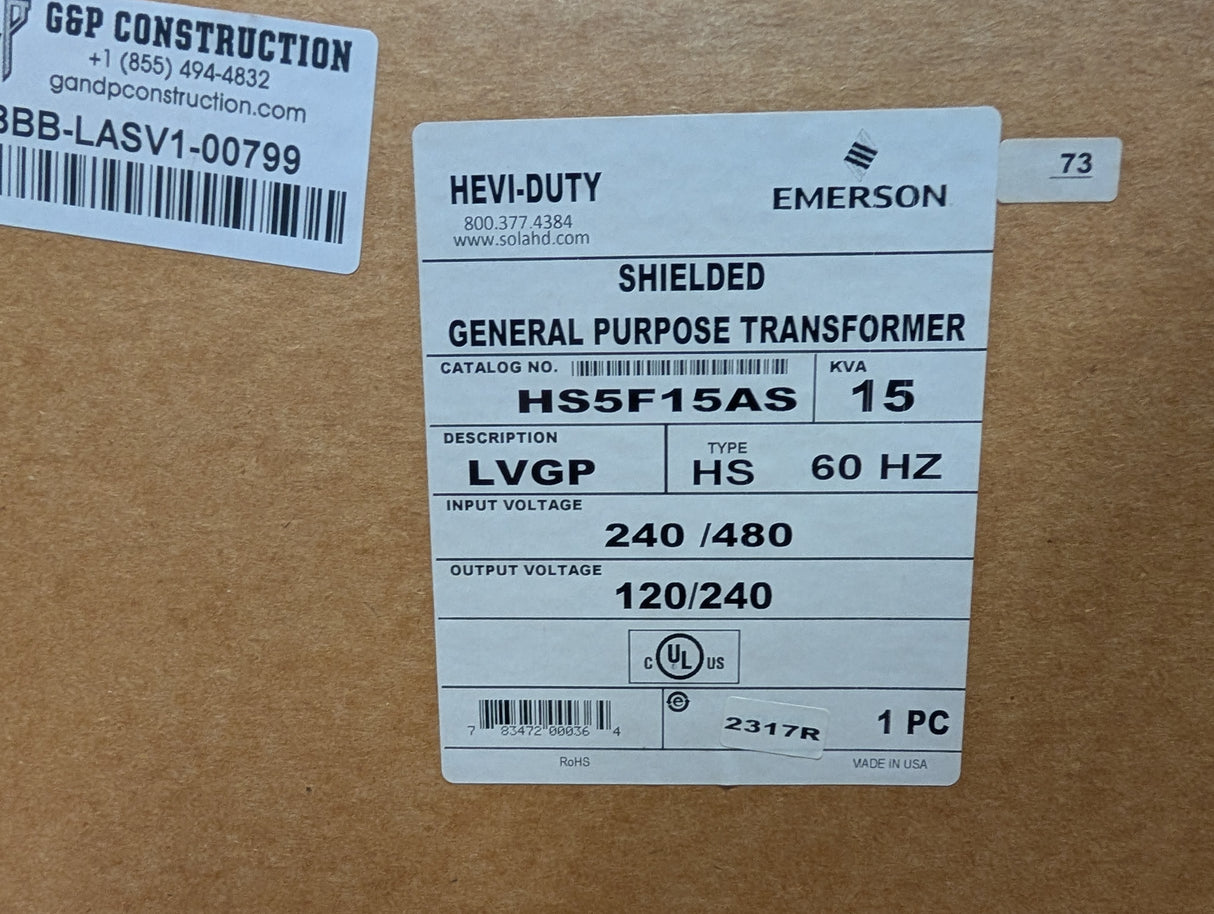 G&P CONSTRUCTION
+1 (855) 494-4832
gandpconstruction.com
BBB-LASV1-00799
HEVI-DUTY
800.377.4384
www.solahd.com
EMERSON
73
SHIELDED
GENERAL PURPOSE TRANSFORMER
CATALOG NO.
HS5F15AS
KVA
15
DESCRIPTION
LVGP
TYPE
HS
60 HZ
INPUT VOLTAGE
240 /480
OUTPUT VOLTAGE
120/240
C UL US
7 83472 00036 4
e
2317R
1 PC
RoHS
MADE IN USA